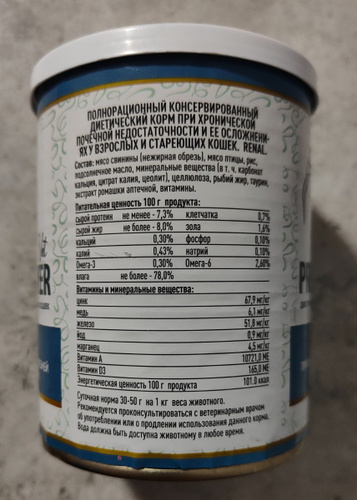 ПОЛНОРАЦИОННЫЙ КОНСЕРВИРОВАННЫЙ
ДИЕТИЧЕСКИЙ КОРМ ПРИ ХРОНИЧЕСКОЙ
ПОЧЕЧНОЙ НЕДОСТАТОЧНОСТИ И ЕЕ ОСЛОЖНЕНИ-
ЯХ У ВЗРОСЛЫХ И СТАРЕЮЩИХ КОШЕК. RENAL.
Состав: мясо свинины (нежирная обрезь), мясо птицы, рис,
подсолнечное масло, минеральные вещества (в т. ч. карбонат
кальция, цитрат калия, цеолит), целлюлоза, рыбий жир, таурин,
экстракт ромашки аптечной, витамины.
Питательная ценность 100 г продукта:
сырой протеин не менее - 7,3% клетчатка 0,7%
сырой жир не более - 8,0% зола 1,6%
кальций 0,30% фосфор 0,10%
калий 0,43% натрий 0,10%
Омега-3 0,30% Омега-6 2,60%
влага не более - 78,0%
Витамины и минеральные вещества:
цинк 67,9 мг/кг
медь 6,1 мг/кг
железо 51,8 мг/кг
йод 0,9 мг/кг
марганец 4,5 мг/кг
Витамин А 10721,0 МЕ
Витамин D3 165,0 МЕ
Энергетическая ценность 100 г продукта 101,0 ккал
Суточная норма 30-50 г на 1 кг веса животного.
Рекомендуется проконсультироваться с ветеринарным врачом
об употреблении или о продлении использования данного корма.
Вода должна быть доступна животному в любое время.